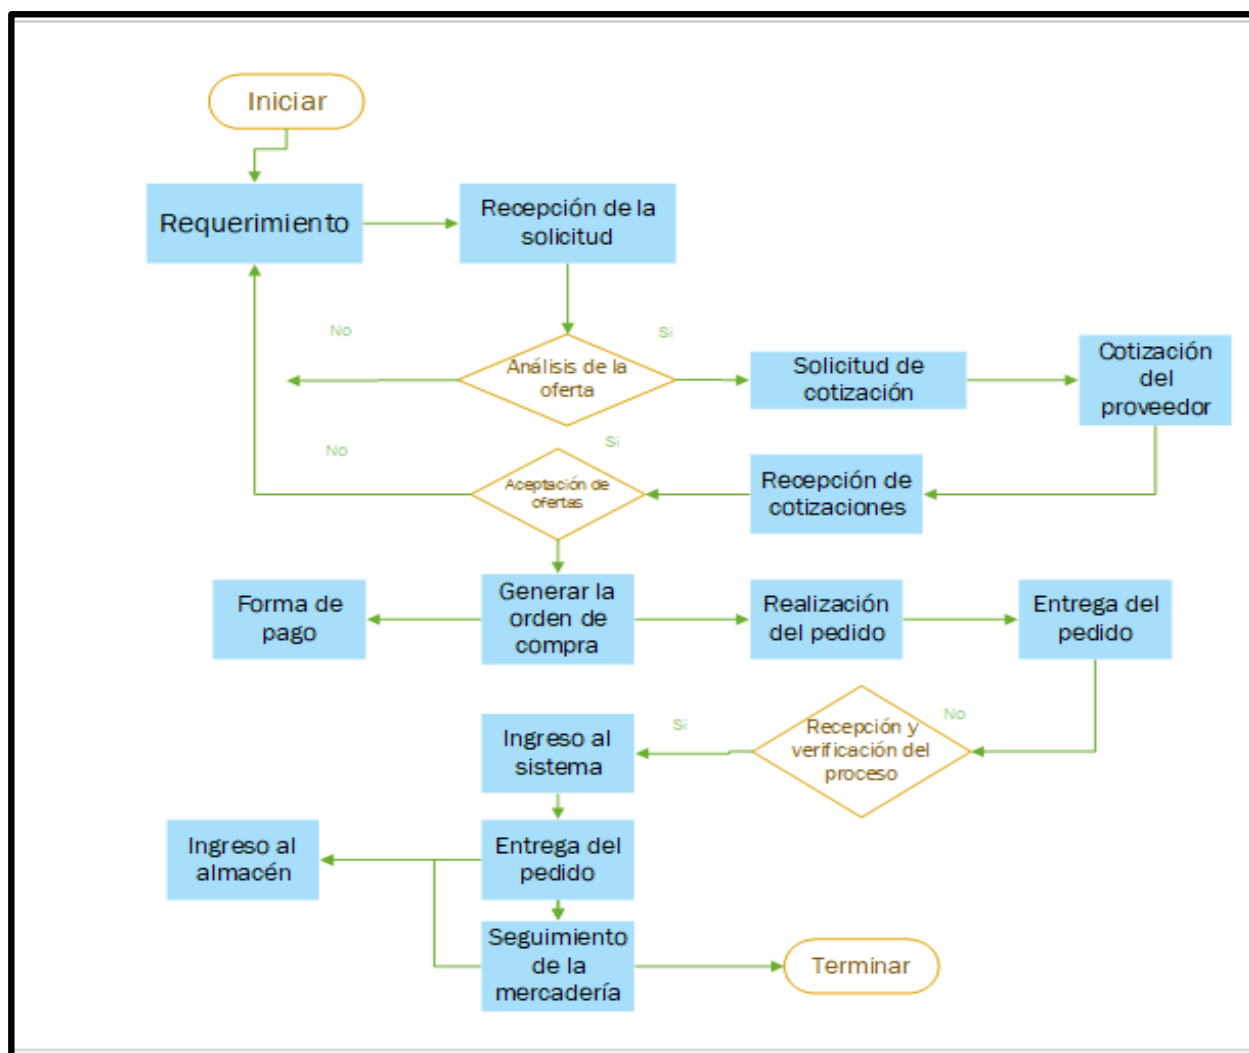 Iniciar
Requerimiento
Recepción de la
solicitud
No
Si
Análisis de la
oferta
Solicitud de
cotización
Cotización
del
proveedor
No
Si
Aceptación de
ofertas
Recepción de
cotizaciones
Forma de
pago
Generar la
orden de
compra
Realización
del pedido
Entrega del
pedido
Ingreso al
sistema
Si
Recepción y
verificación del
proceso
No
Ingreso al
almacén
Entrega del
pedido
Seguimiento
de la
mercadería
Terminar